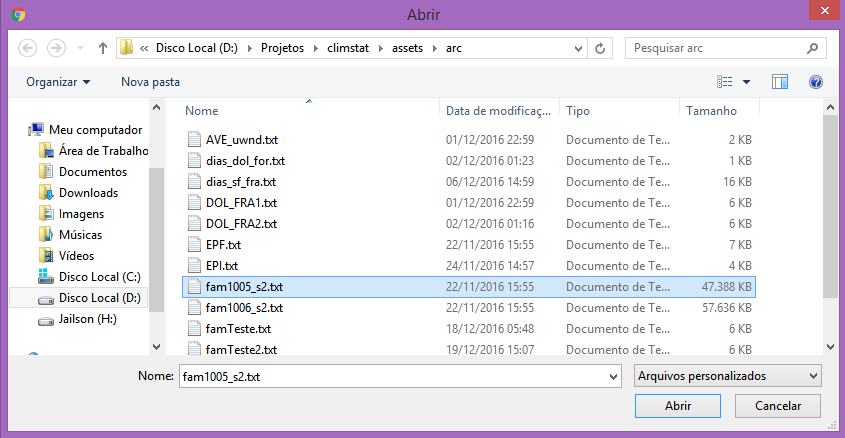 Abrir
« Disco Local (D:) Projetos climstat assets arc Pesquisar arc
Organizar Nova pasta
Nome Data de modificaç... Tipo Tamanho
Meu computador
Área de Trabalho
Documentos
Downloads
Imagens
Músicas
Vídeos
Disco Local (C:)
Disco Local (D:)
Jailson (H:)
AVE_uwnd.txt 01/12/2016 22:59 Documento de Te... 2 KB
dias_dol_for.txt 02/12/2016 01:23 Documento de Te... 1 KB
dias_sf_fra.txt 06/12/2016 14:59 Documento de Te... 16 KB
DOL_FRA1.txt 01/12/2016 22:59 Documento de Te... 6 KB
DOL_FRA2.txt 02/12/2016 01:16 Documento de Te... 6 KB
EPF.txt 22/11/2016 15:55 Documento de Te... 7 KB
EPI.txt 24/11/2016 14:57 Documento de Te... 4 KB
fam1005_s2.txt 22/11/2016 15:55 Documento de Te... 47.388 KB
fam1006_s2.txt 22/11/2016 15:55 Documento de Te... 57.636 KB
famTeste.txt 18/12/2016 05:48 Documento de Te... 6 KB
famTeste2.txt 19/12/2016 15:07 Documento de Te... 6 KB
Nome: fam1005_s2.txt Arquivos personalizados
Abrir Cancelar